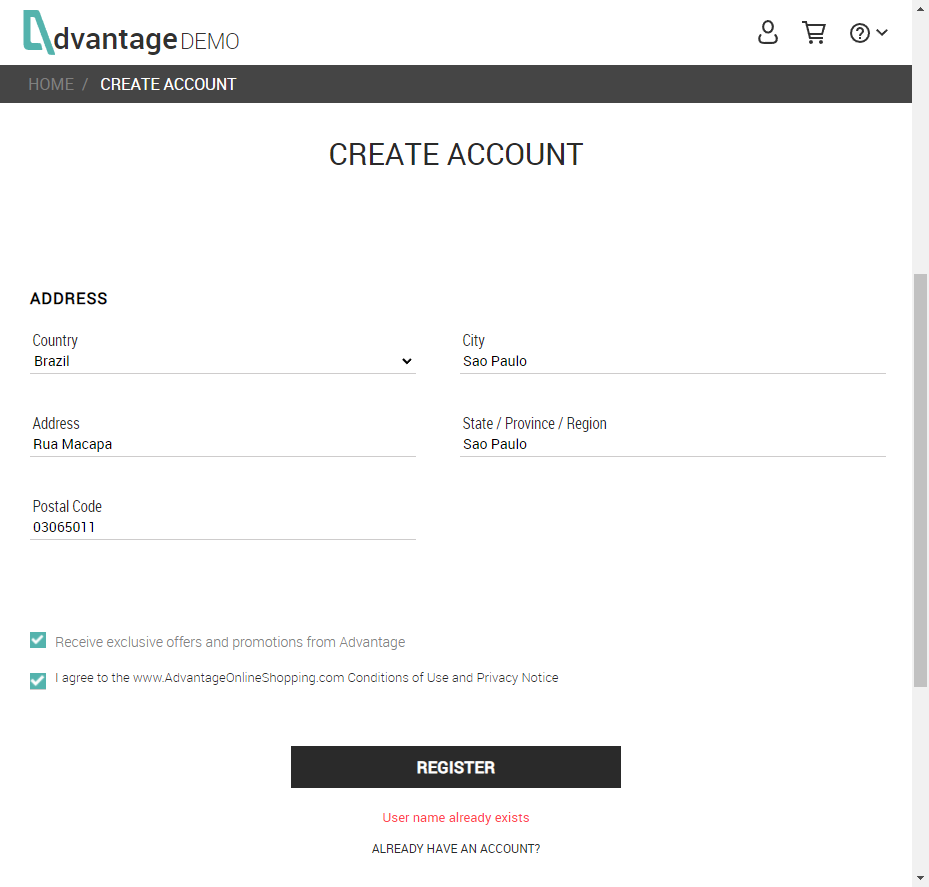 dvantage DEMO
HOME / CREATE ACCOUNT
CREATE ACCOUNT
ADDRESS
Country
Brazil
City
Sao Paulo
Address
Rua Macapa
State / Province / Region
Sao Paulo
Postal Code
03065011
Receive exclusive offers and promotions from Advantage
I agree to the www.AdvantageOnlineShopping.com Conditions of Use and Privacy Notice
REGISTER
User name already exists
ALREADY HAVE AN ACCOUNT?